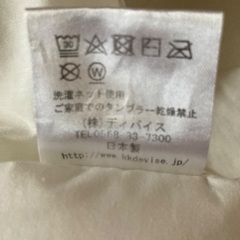 洗濯ネット使用
ご家庭でのタンブラー乾燥禁止
(株)ディバイス
TEL0568-33-7300
日本製
http://www.hkdevise.jp/